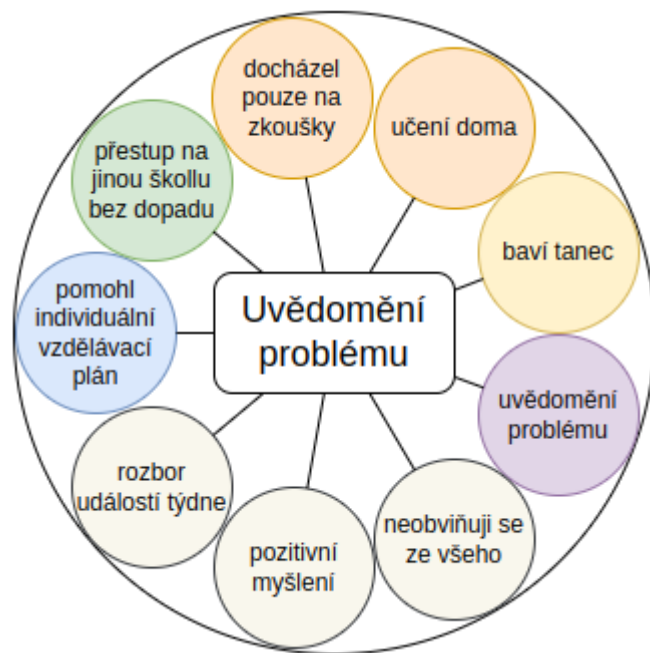 docházel
pouze na
zkoušky
učení doma
přestup na
jinou škollu
bez dopadu
baví tanec
Uvědomění
problému
pomohl
individuální
vzdělávací
plán
uvědomění
problému
rozbor
událostí týdne
neobviňuji se
ze všeho
pozitivní
myšlení